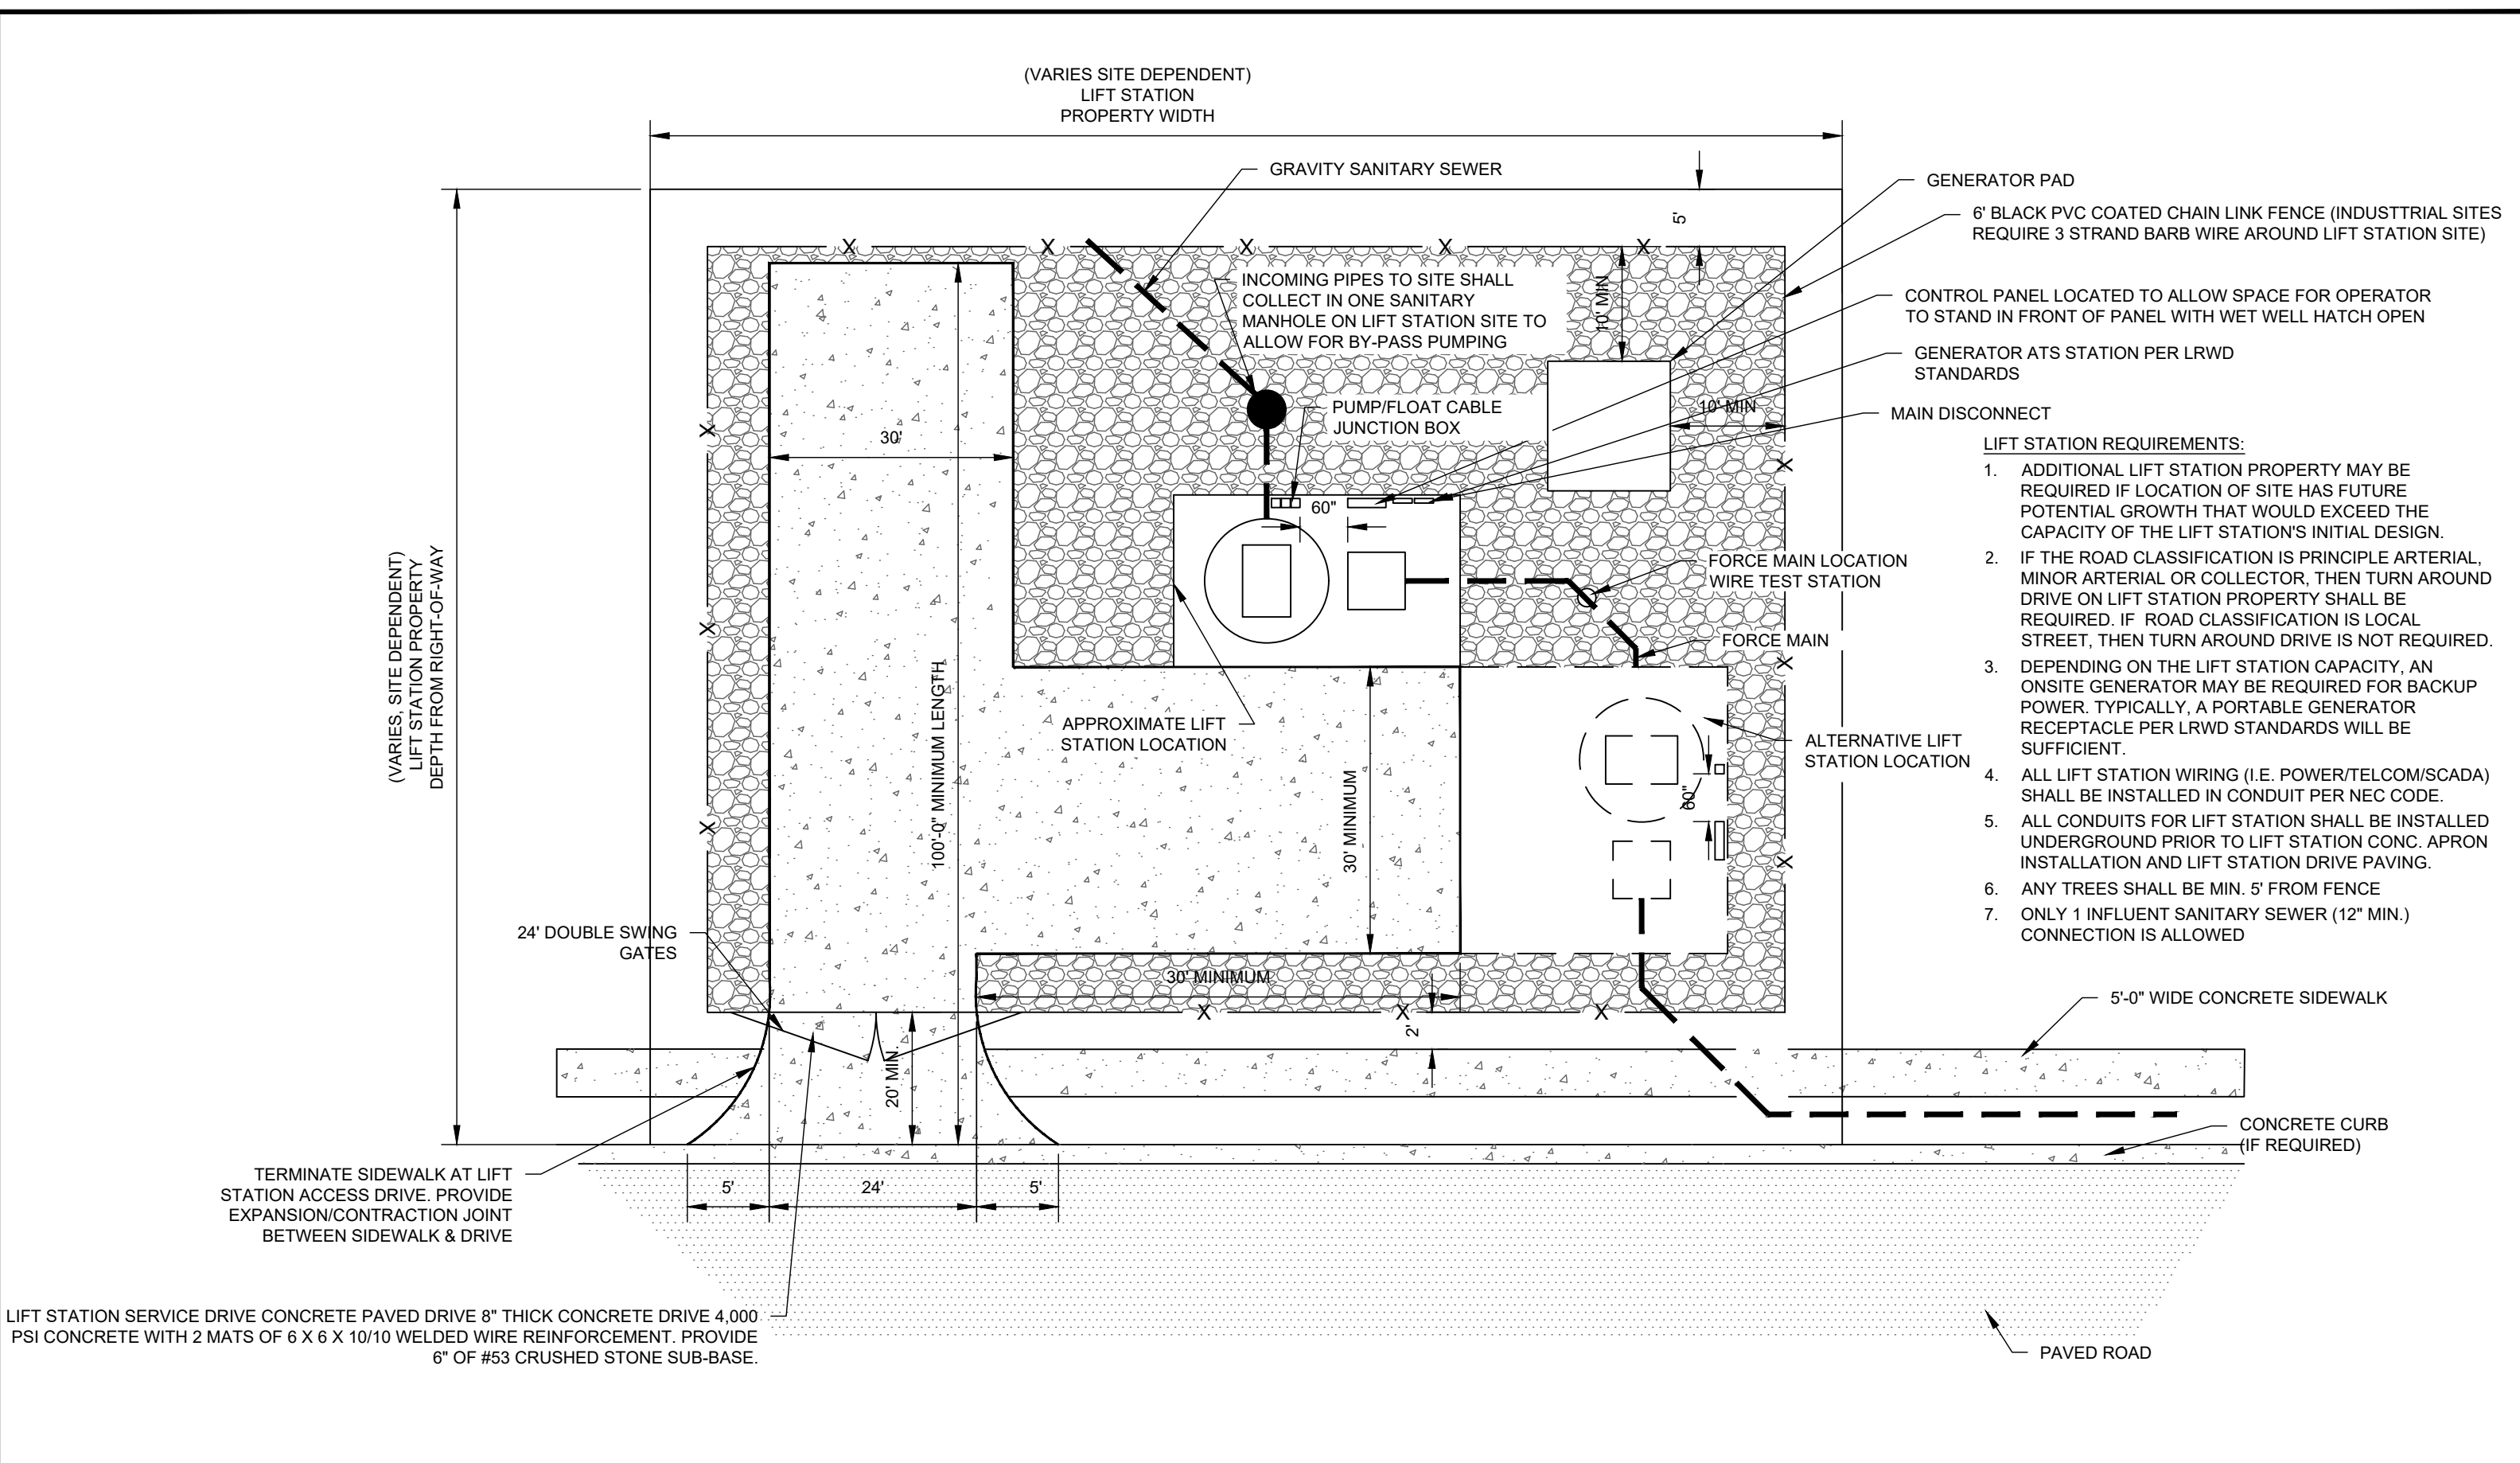 (VARIES SITE DEPENDENT)
LIFT STATION
PROPERTY WIDTH
GRAVITY SANITARY SEWER
GENERATOR PAD
5'
6' BLACK PVC COATED CHAIN LINK FENCE (INDUSTTRIAL SITES
REQUIRE 3 STRAND BARB WIRE AROUND LIFT STATION SITE)
X X X X X
INCOMING PIPES TO SITE SHALL
COLLECT IN ONE SANITARY
MANHOLE ON LIFT STATION SITE TO
ALLOW FOR BY-PASS PUMPING
10' MIN
CONTROL PANEL LOCATED TO ALLOW SPACE FOR OPERATOR
TO STAND IN FRONT OF PANEL WITH WET WELL HATCH OPEN
GENERATOR ATS STATION PER LRWD
STANDARDS
PUMP/FLOAT CABLE
JUNCTION BOX
10' MIN
MAIN DISCONNECT
X
30'
X
60"
LIFT STATION REQUIREMENTS:
1. ADDITIONAL LIFT STATION PROPERTY MAY BE
REQUIRED IF LOCATION OF SITE HAS FUTURE
POTENTIAL GROWTH THAT WOULD EXCEED THE
CAPACITY OF THE LIFT STATION'S INITIAL DESIGN.
2. IF THE ROAD CLASSIFICATION IS PRINCIPLE ARTERIAL,
MINOR ARTERIAL OR COLLECTOR, THEN TURN AROUND
DRIVE ON LIFT STATION PROPERTY SHALL BE
REQUIRED. IF ROAD CLASSIFICATION IS LOCAL
STREET, THEN TURN AROUND DRIVE IS NOT REQUIRED.
3. DEPENDING ON THE LIFT STATION CAPACITY, AN
ONSITE GENERATOR MAY BE REQUIRED FOR BACKUP
POWER. TYPICALLY, A PORTABLE GENERATOR
RECEPTACLE PER LRWD STANDARDS WILL BE
SUFFICIENT.
4. ALL LIFT STATION WIRING (I.E. POWER/TELCOM/SCADA)
SHALL BE INSTALLED IN CONDUIT PER NEC CODE.
5. ALL CONDUITS FOR LIFT STATION SHALL BE INSTALLED
UNDERGROUND PRIOR TO LIFT STATION CONC. APRON
INSTALLATION AND LIFT STATION DRIVE PAVING.
6. ANY TREES SHALL BE MIN. 5' FROM FENCE
7. ONLY 1 INFLUENT SANITARY SEWER (12" MIN.)
CONNECTION IS ALLOWED
FORCE MAIN LOCATION
WIRE TEST STATION
(VARIES, SITE DEPENDENT)
LIFT STATION PROPERTY
DEPTH FROM RIGHT-OF-WAY
X
FORCE MAIN
X
100'-0" MINIMUM LENGTH
APPROXIMATE LIFT
STATION LOCATION
30' MINIMUM
ALTERNATIVE LIFT
STATION LOCATION
60"
X
X
24' DOUBLE SWING
GATES
30' MINIMUM
X X X
2'
5'-0" WIDE CONCRETE SIDEWALK
20' MIN.
CONCRETE CURB
(IF REQUIRED)
TERMINATE SIDEWALK AT LIFT
STATION ACCESS DRIVE. PROVIDE
EXPANSION/CONTRACTION JOINT
BETWEEN SIDEWALK & DRIVE
5' 24' 5'
LIFT STATION SERVICE DRIVE CONCRETE PAVED DRIVE 8" THICK CONCRETE DRIVE 4,000
PSI CONCRETE WITH 2 MATS OF 6 X 6 X 10/10 WELDED WIRE REINFORCEMENT. PROVIDE
6" OF #53 CRUSHED STONE SUB-BASE.
PAVED ROAD